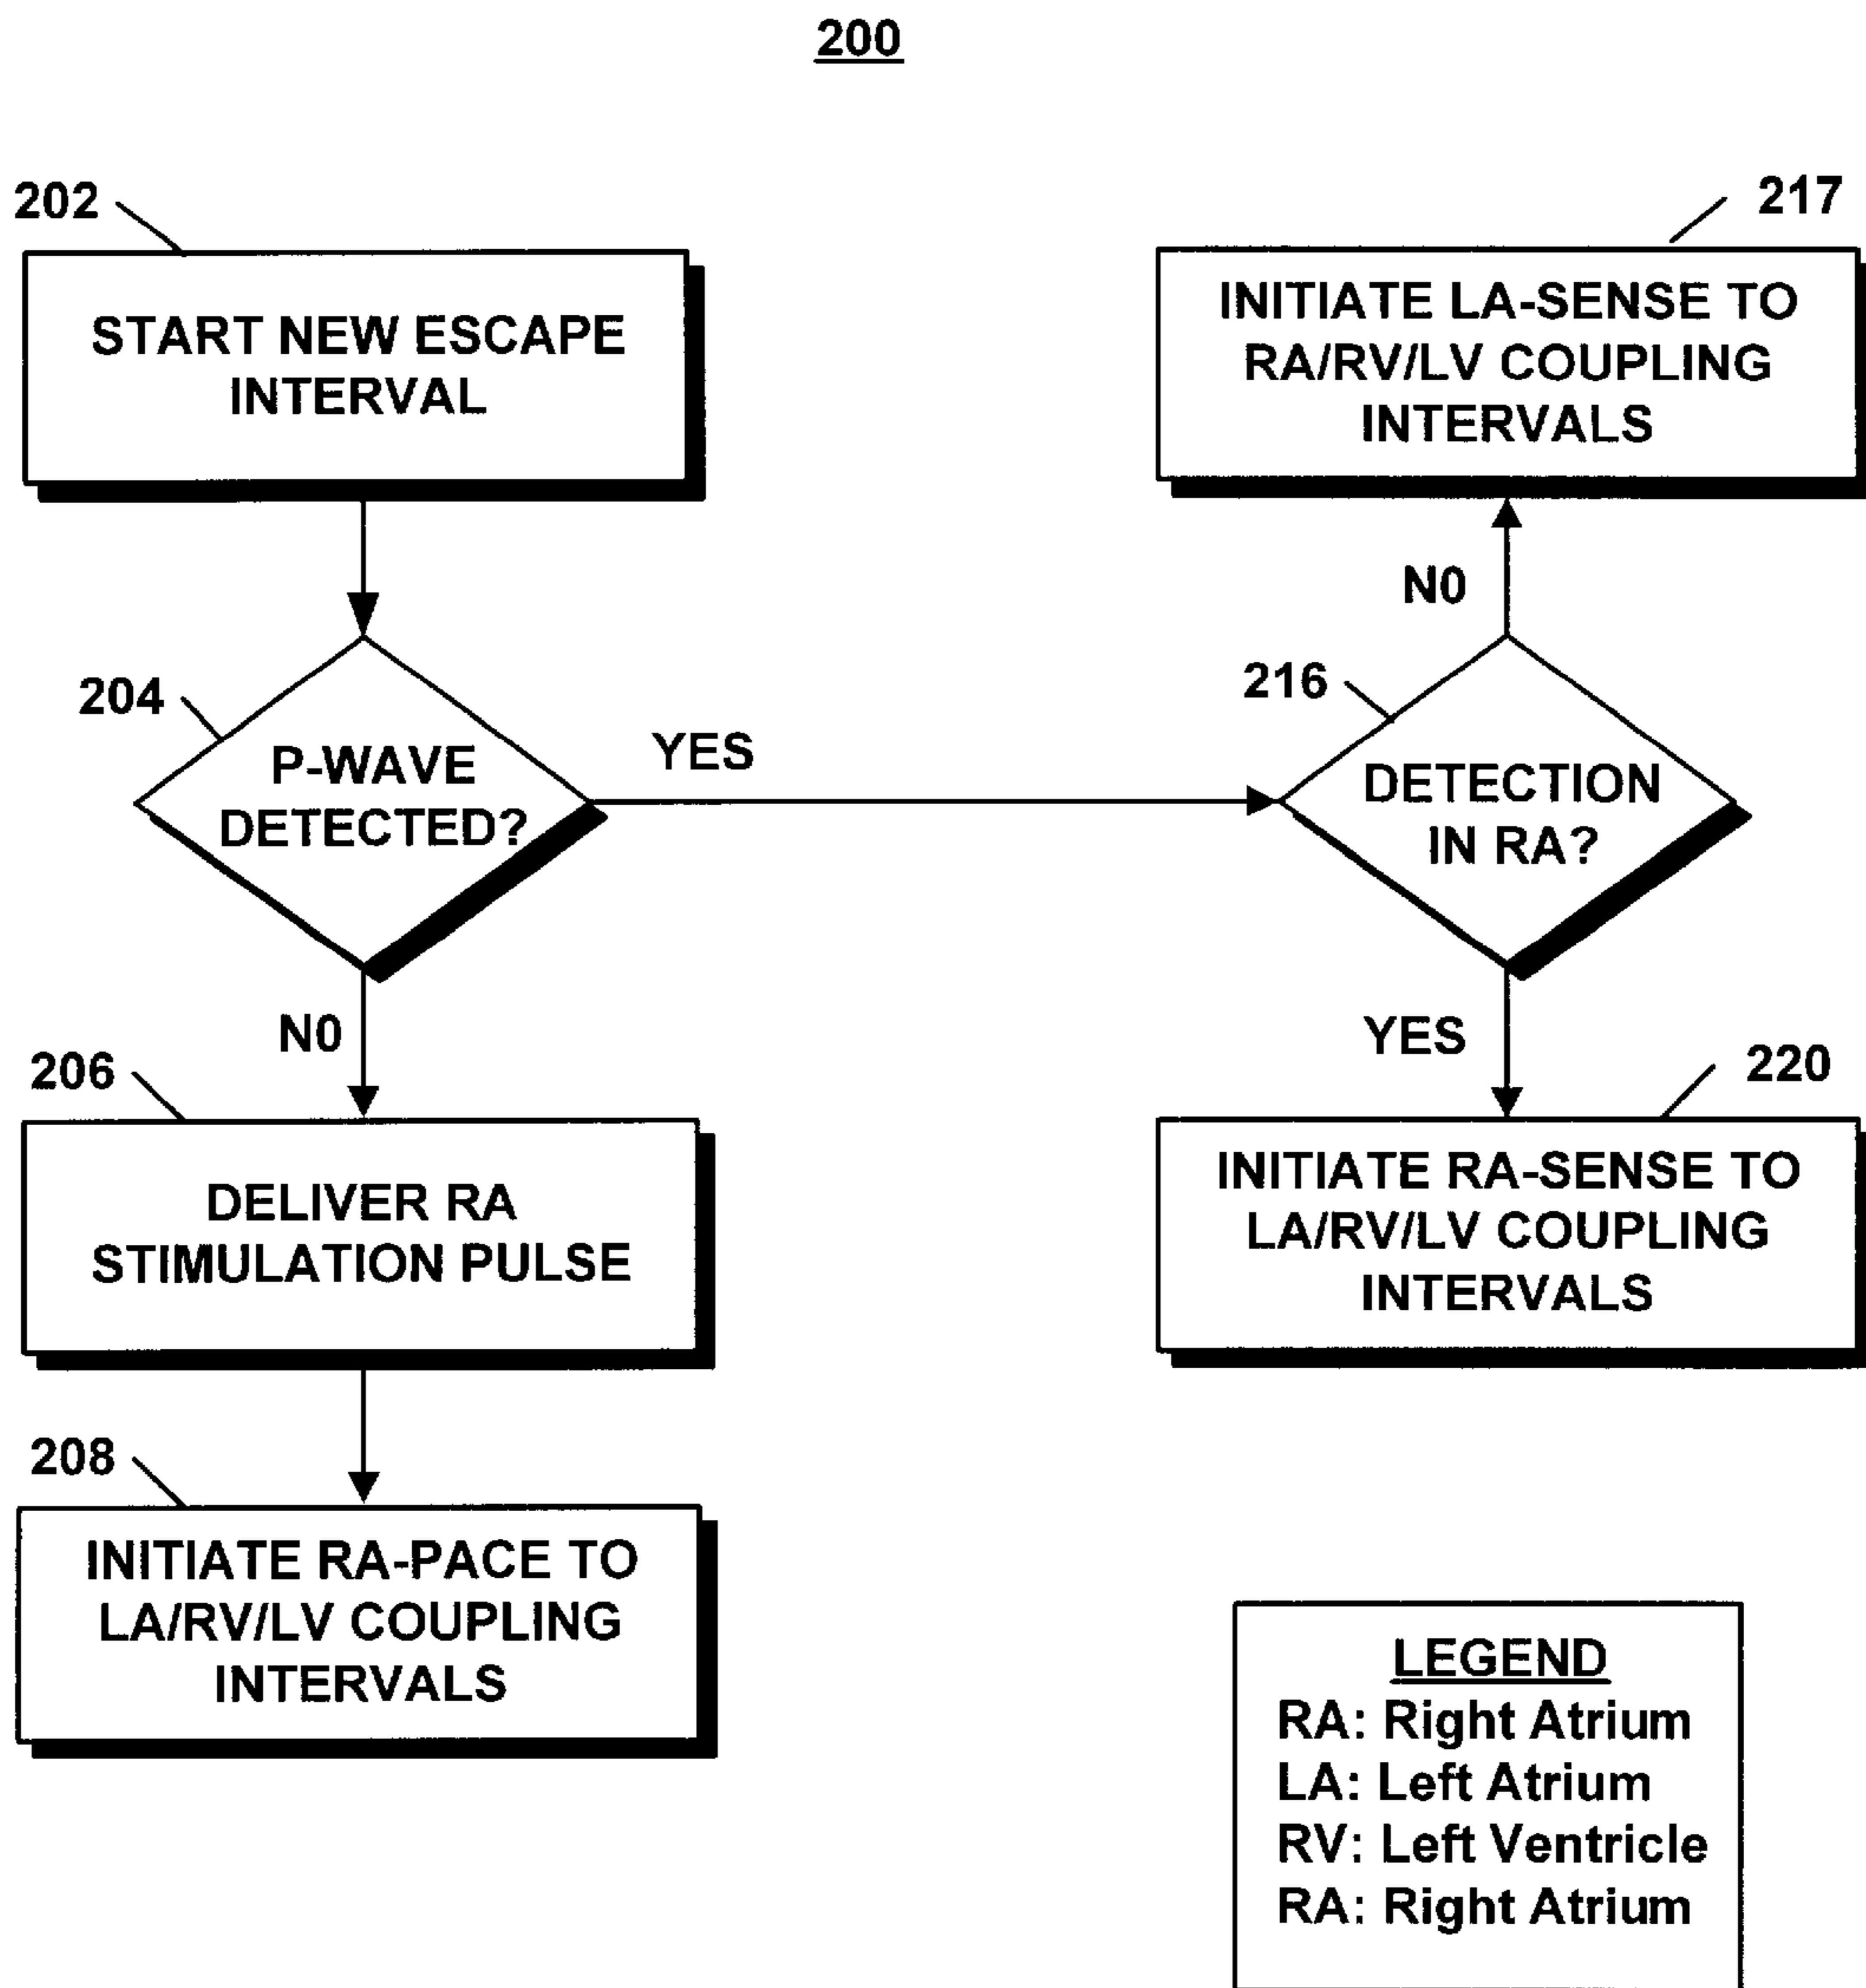 200
202
START NEW ESCAPE
INTERVAL
204
P-WAVE
DETECTED?
YES
NO
206
DELIVER RA
STIMULATION PULSE
208
INITIATE RA-PACE TO
LA/RV/LV COUPLING
INTERVALS
217
INITIATE LA-SENSE TO
RA/RV/LV COUPLING
INTERVALS
NO
216
DETECTION
IN RA?
YES
220
INITIATE RA-SENSE TO
LA/RV/LV COUPLING
INTERVALS
LEGEND
RA: Right Atrium
LA: Left Atrium
RV: Left Ventricle
RA: Right Atrium